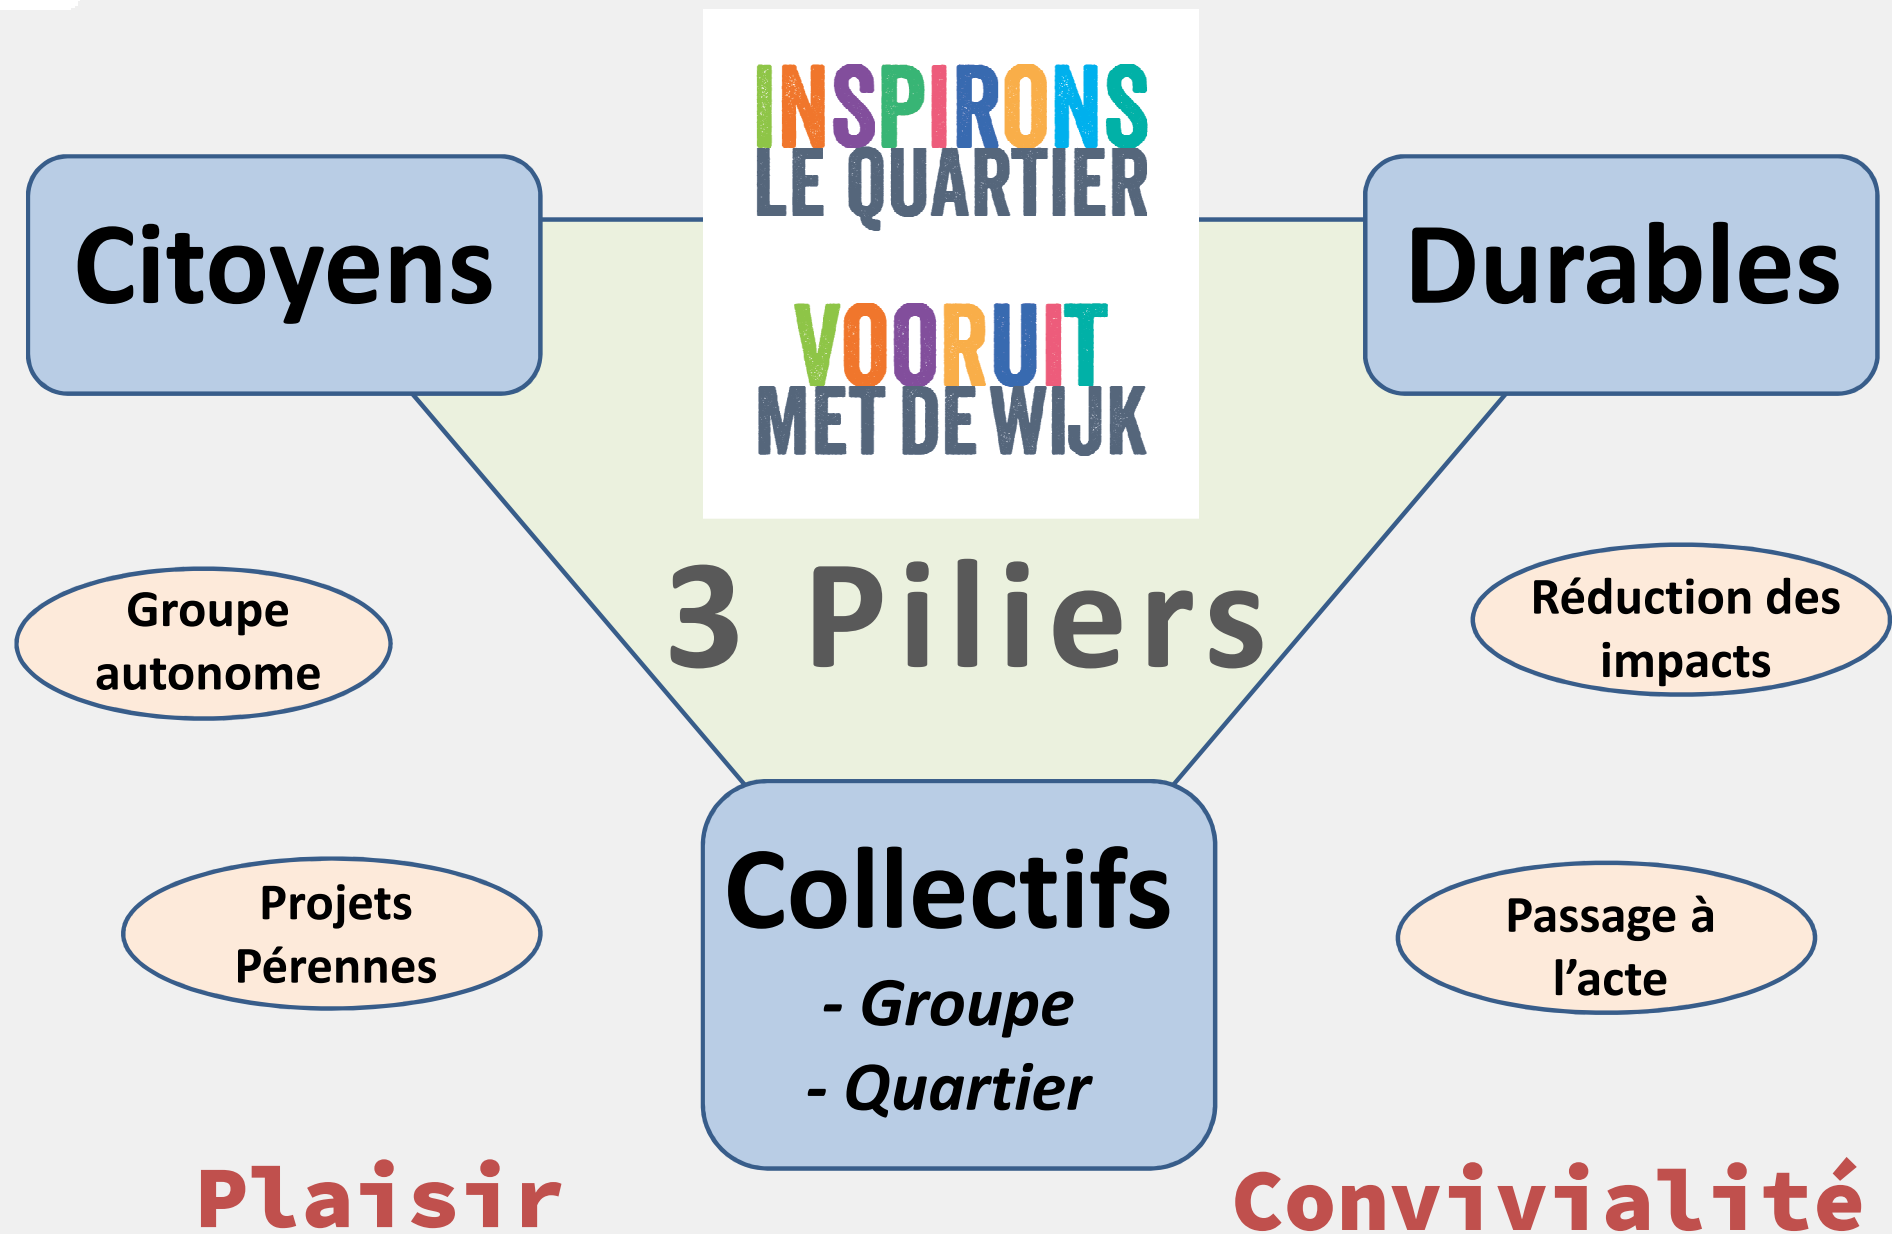 INSPIRONS
LE QUARTIER
VOORUIT
MET DE WIJK
Citoyens
Durables
3 Piliers
Groupe
autonome
Réduction des
impacts
Projets
Pérennes
Collectifs
- Groupe
- Quartier
Passage à
l’acte
Plaisir
Convivialité